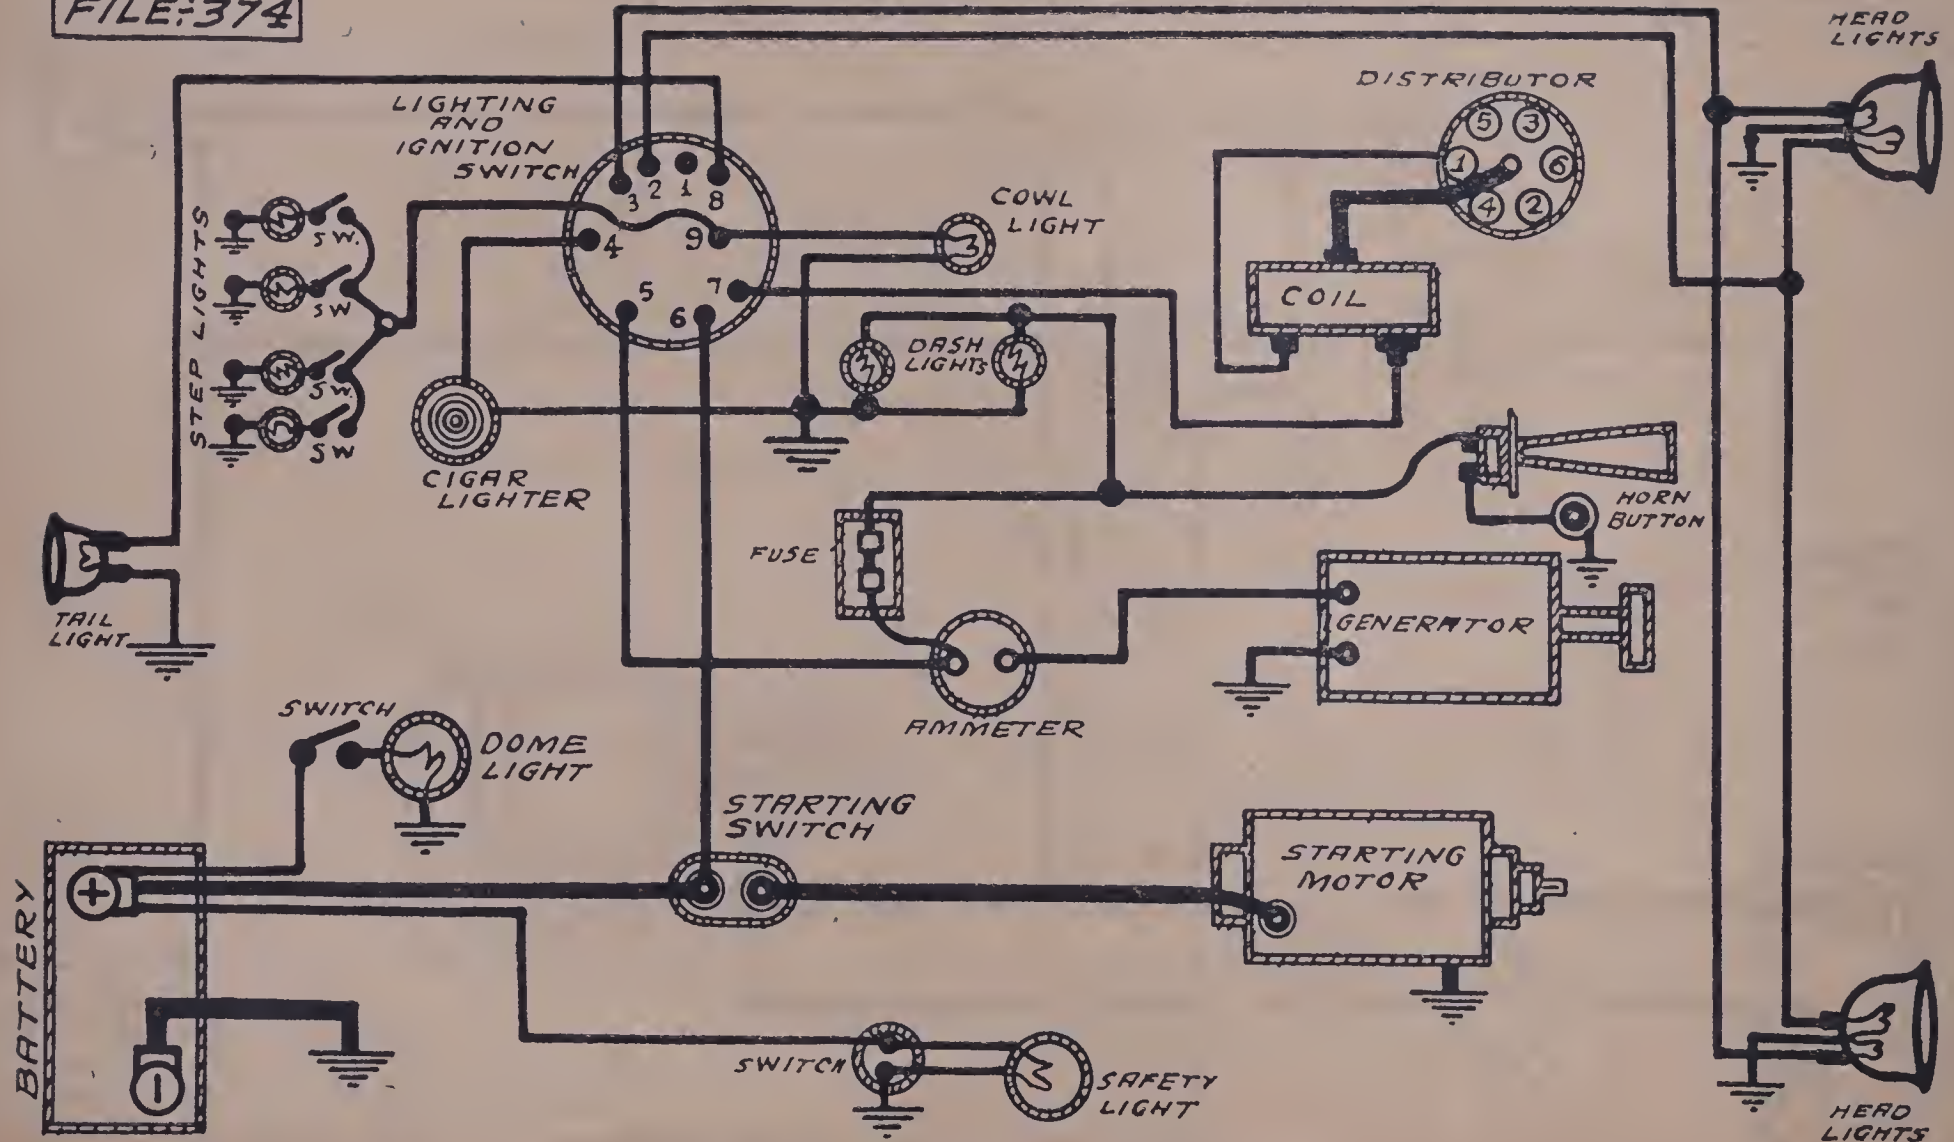 FILE:-374
HEAD
LIGHTS
DISTRIBUTOR
5 3
1 6
4 2
LIGHTING
AND
IGNITION
SWITCH
3 2 1 8
4 9
5 7
6
COWL
LIGHT
COIL
STEP LIGHTS
SW.
SW
SW.
SW
DASH
LIGHTS
CIGAR
LIGHTER
HORN
BUTTON
FUSE
GENERATOR
TAIL
LIGHT
AMMETER
SWITCH
DOME
LIGHT
STARTING
SWITCH
STARTING
MOTOR
BATTERY
+
-
SWITCH
SAFETY
LIGHT
HEAD
LIGHTS